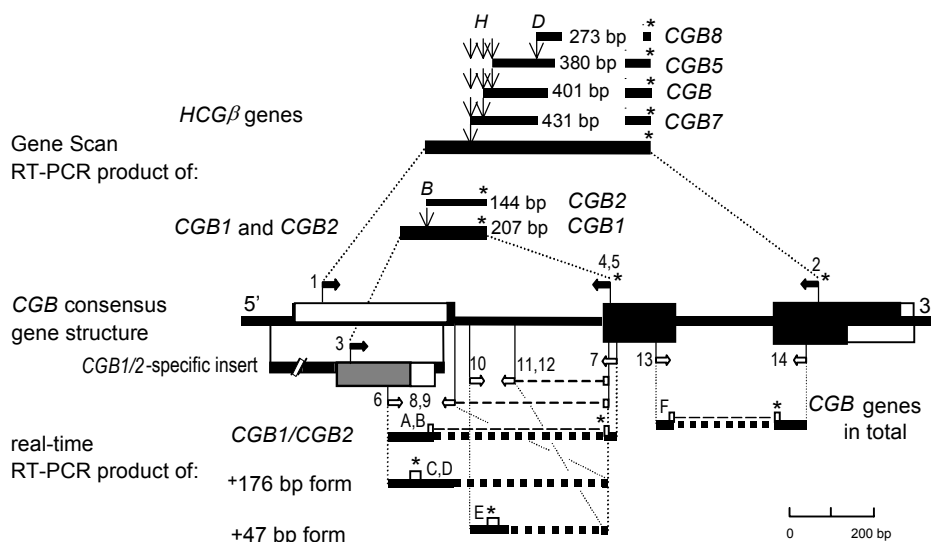 H D *
273 bp CGB8
*
380 bp CGB5
*
401 bp CGB
HCGβ genes *
431 bp CGB7
Gene Scan *
RT-PCR product of:
B *
144 bp CGB2
CGB1 and CGB2 * 207 bp CGB1
1 4,5 * 2 *
CGB consensus 5’ 3
gene structure
3
CGB1/2-specific insert 10 11,12 7 13 14
6 8,9
A,B * F * CGB genes
CGB1/CGB2 in total
real-time
RT-PCR product of: * C,D
+176 bp form
E *
+47 bp form
0 200 bp